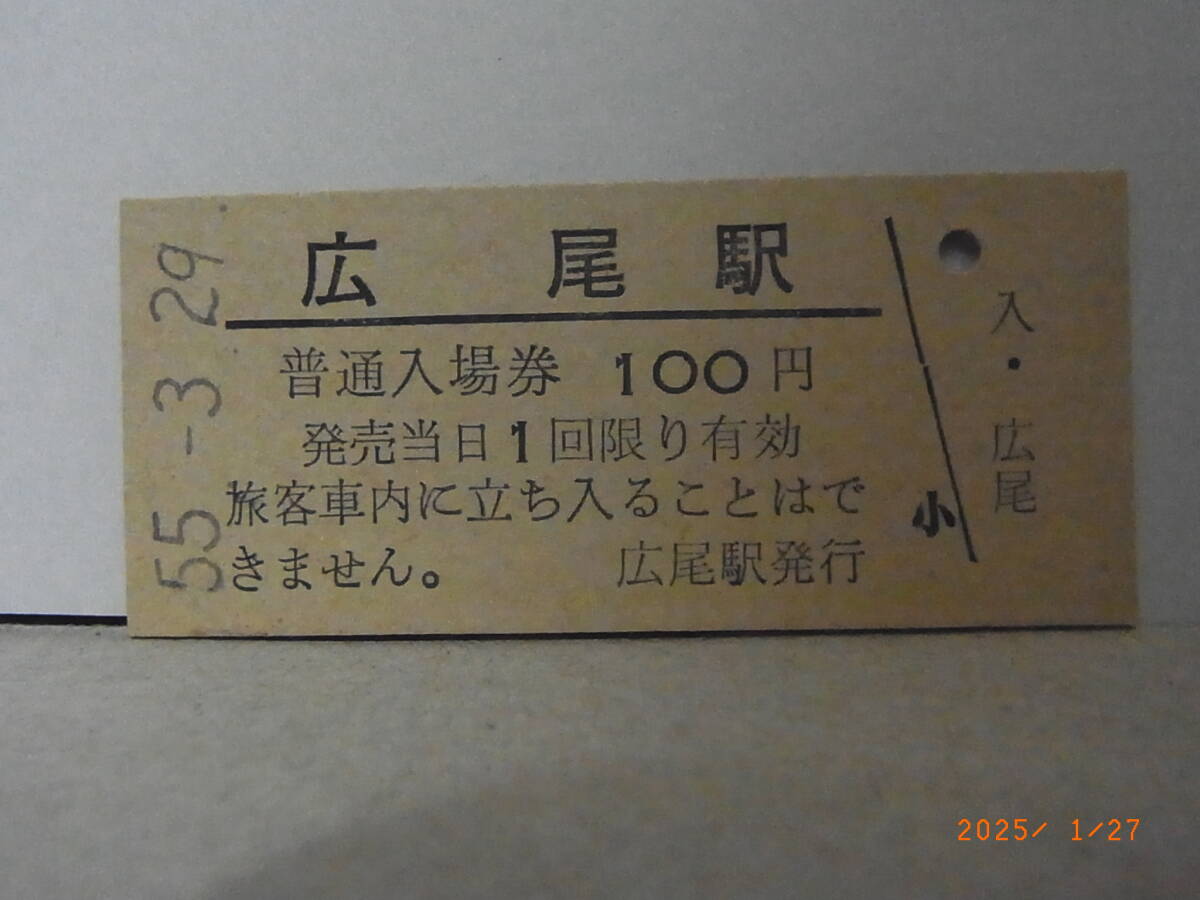 55-3-29
広尾駅
普通入場券 100円
発売当日1回限り有効
旅客車内に立ち入ることはで
きません。 広尾駅発行
小
入・広尾
2025/ 1/27